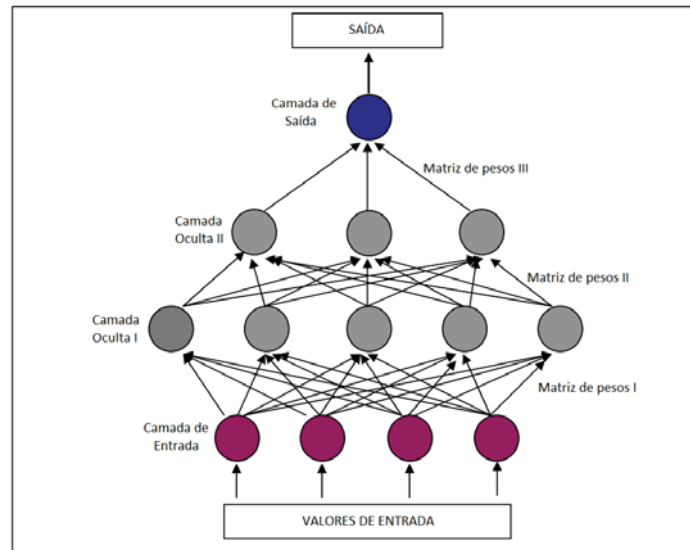 SAÍDA
Camada de
Saída
Matriz de pesos III
Camada
Oculta II
Matriz de pesos II
Camada
Oculta I
Matriz de pesos I
Camada de
Entrada
VALORES DE ENTRADA